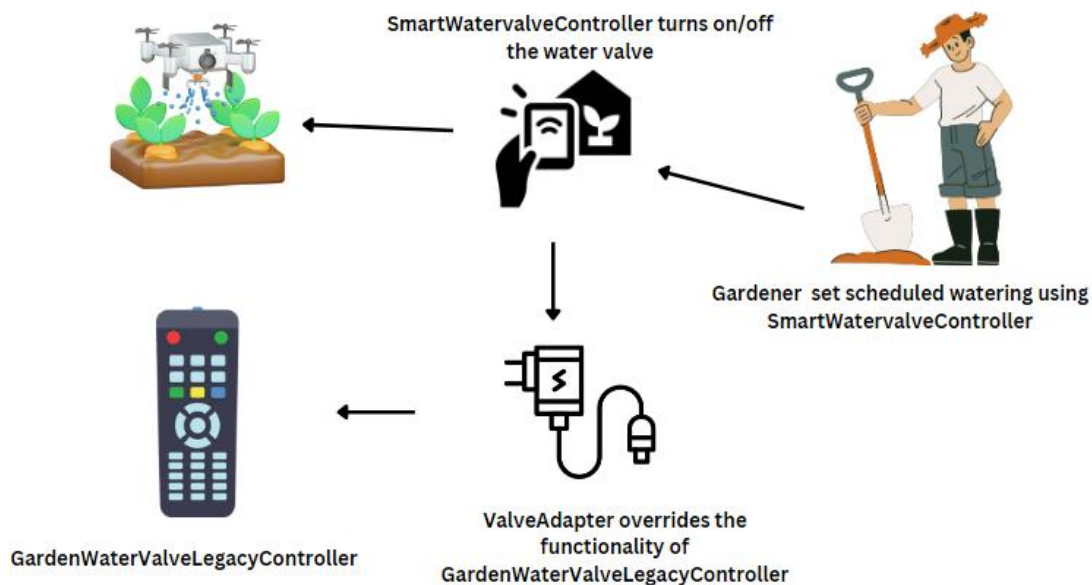 SmartWatervalveController turns on/off
the water valve
Gardener set scheduled watering using
SmartWatervalveController
GardenWaterValveLegacyController
ValveAdapter overrides the
functionality of
GardenWaterValveLegacyController